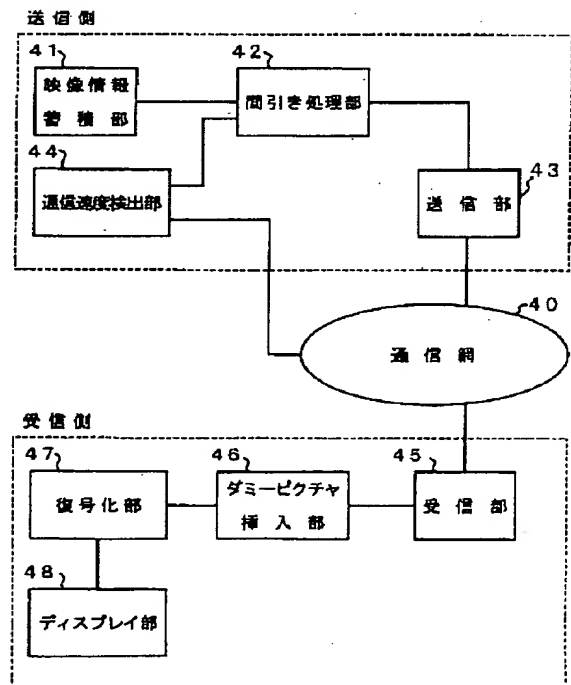 送信側
41
映像情報
蓄積部
42
間引き処理部
44
通信速度検出部
43
送信部
40
通信網
受信側
47
復号化部
46
ダミーピクチャ
挿入部
45
受信部
48
ディスプレイ部